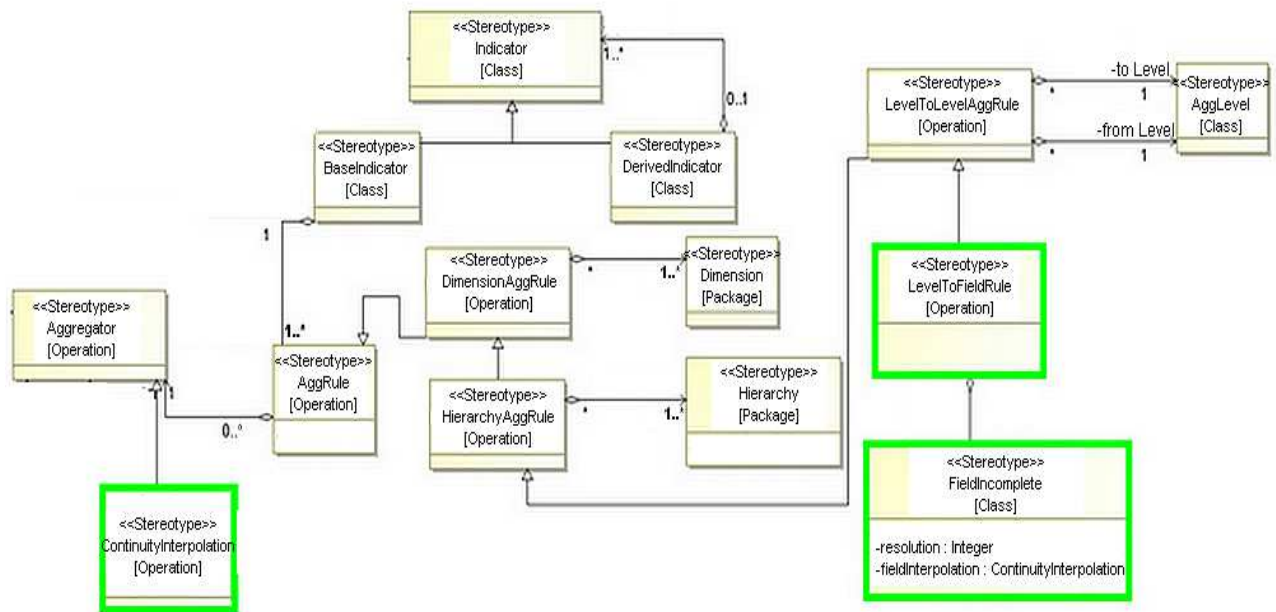 <<Stereotype>>
Indicator
[Class]
1..*
0..1
<<Stereotype>>
BaseIndicator
[Class]
<<Stereotype>>
DerivedIndicator
[Class]
<<Stereotype>>
LevelToLevelAggRule
[Operation]
-to Level
*
1
-from Level
*
1
<<Stereotype>>
AggLevel
[Class]
1
1..*
<<Stereotype>>
DimensionAggRule
[Operation]
*
1..*
<<Stereotype>>
Dimension
[Package]
<<Stereotype>>
LevelToFieldRule
[Operation]
<<Stereotype>>
Aggregator
[Operation]
1
0..*
<<Stereotype>>
AggRule
[Operation]
<<Stereotype>>
HierarchyAggRule
[Operation]
*
1..*
<<Stereotype>>
Hierarchy
[Package]
<<Stereotype>>
ContinuityInterpolation
[Operation]
<<Stereotype>>
FieldIncomplete
[Class]
-resolution : Integer
-fieldInterpolation : ContinuityInterpolation